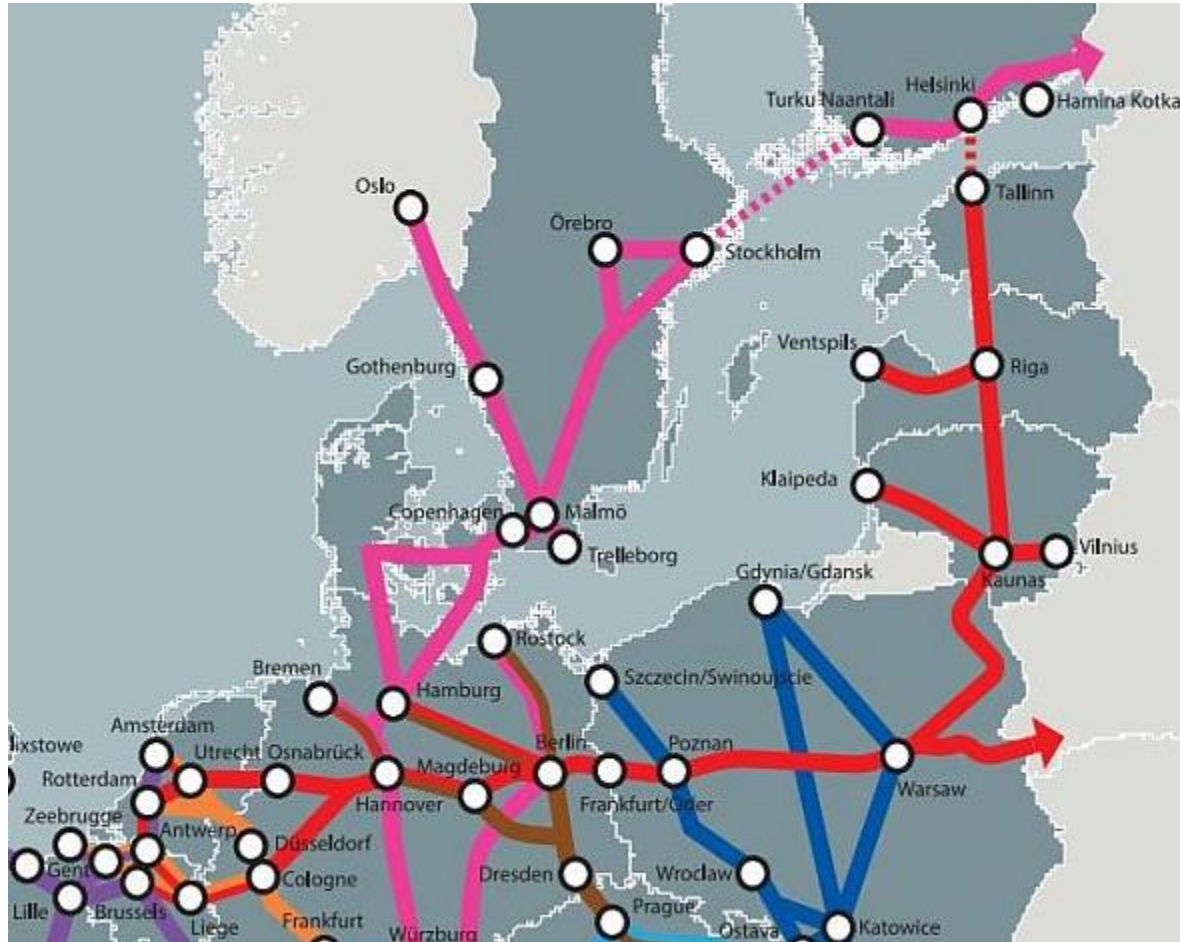 Helsinki
Turku Naantali
Hamina Kotka
Oslo
Tallinn
Örebro
Stockholm
Ventspils
Gothenburg
Riga
Klaipeda
Copenhagen
Malmö
Trelleborg
Vilnius
Gdynia/Gdansk
Kaunas
Rostock
Bremen
Szczecin/Swinoujscie
Hamburg
Amsterdam
lixstowe
Utrecht
Osnabrück
Berlin
Poznan
Rotterdam
Magdeburg
Hannover
Frankfurt/Oder
Warsaw
Zeebrugge
Antwerp
Düsseldorf
Gent
Cologne
Dresden
Wroclaw
Lille
Brussels
Liege
Frankfurt
Würzburg
Prague
Ostava
Katowice